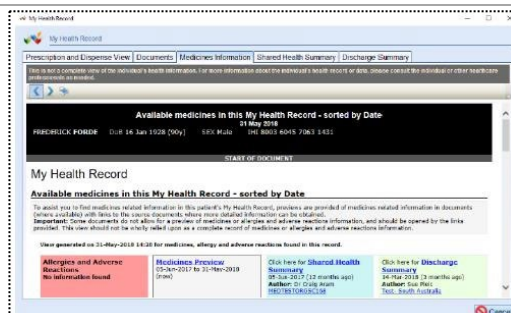 My Health Record
My Health Record
Prescription and Dispense View Documents Medicines Information Shared Health Summary Discharge Summary
This is not a complete view of the individual's health information. For more information about the individual's health record or data, please consult the individual or other healthcare
professionals as needed.
Available medicines in this My Health Record - sorted by Date
31 May 2018
FREDERICK FORDE DoB 16 Jan 1928 (90y) SEX Male IHI 8003 6045 7063 1431
START OF DOCUMENT
My Health Record
Available medicines in this My Health Record - sorted by Date
To assist you to find medicines related information in this patient's My Health Record, previews are provided of medicines related information in documents
(where available) with links to the source documents where more detailed information can be obtained.
Important: Some documents do not allow for a preview of medicines or allergies and adverse reactions information, and should be opened by the links
provided. This view should not be wholly relied upon as a complete record of medicines or allergies and adverse reactions information.
View generated on 31-May-2018 14:20 for medicines, allergy and adverse reactions found in this record.
Allergies and Adverse
Reactions
No information found
Medicines Preview
05-Jun-2017 to 31-May-2018
(now)
Click here for Shared Health
Summary
05-Jun-2017 (12 months ago)
Author: Dr Craig
Click here for Discharge
Summary
14-Mar-2018 (3 months ago)
Author: Sue
Test, South Australia
Cancel